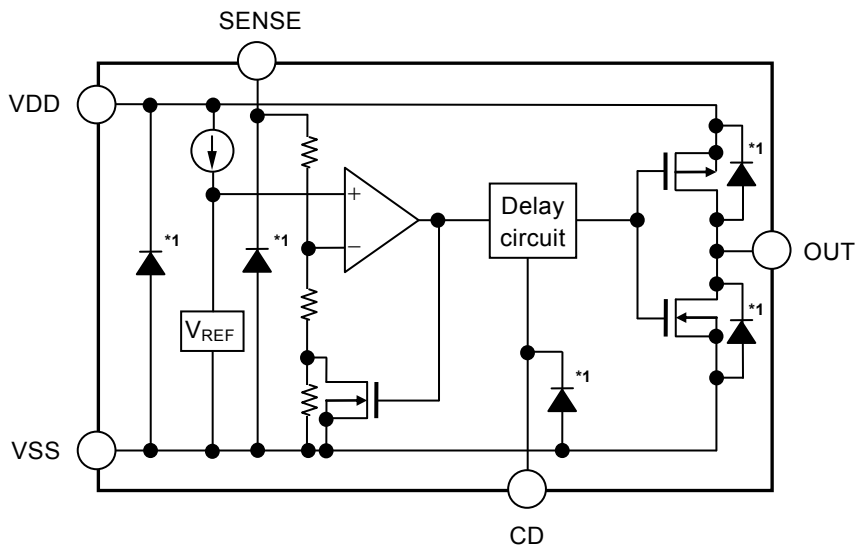 SENSE
VDD
*1
*1
+
−
Delay
circuit
*1
OUT
*1
VREF
*1
VSS
CD